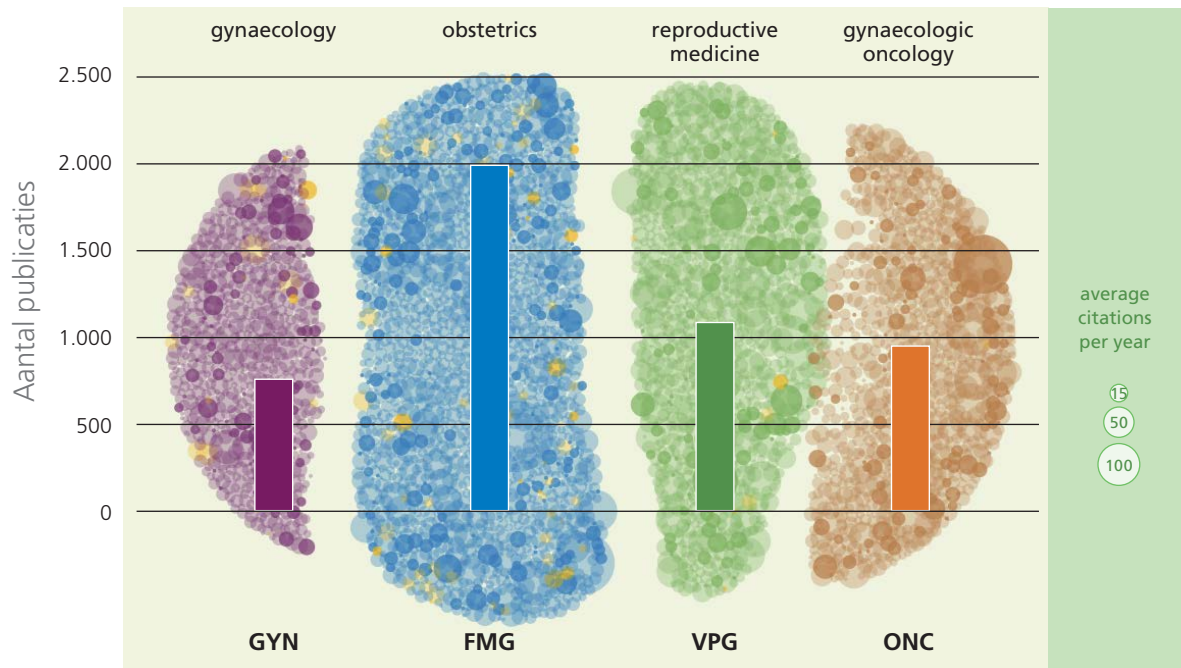 gynaecology
obstetrics
reproductive
medicine
gynaecologic
oncology
2.500
2.000
1.500
1.000
500
0
Aantal publicaties
GYN
FMG
VPG
ONC
average
citations
per year
15
50
100